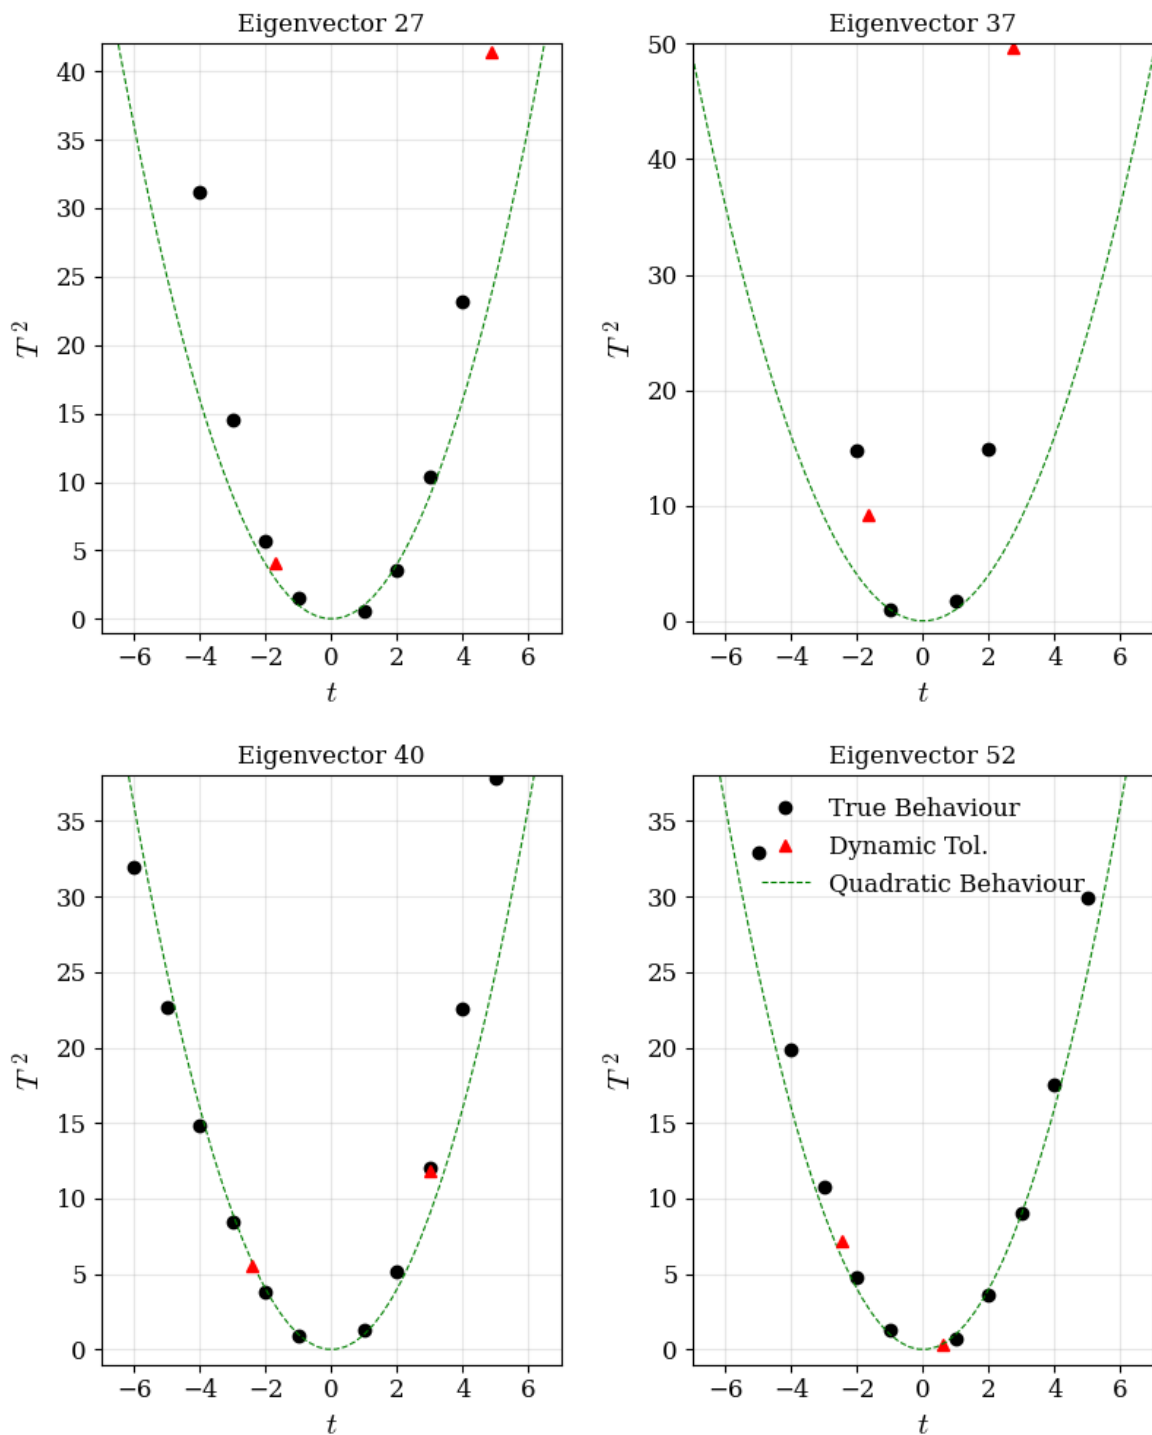 Eigenvector 27
40
35
30
25
20
15
10
5
0
T²
−6 −4 −2 0 2 4 6
t
Eigenvector 37
50
40
30
20
10
0
T²
−6 −4 −2 0 2 4 6
t
Eigenvector 40
35
30
25
20
15
10
5
0
T²
−6 −4 −2 0 2 4 6
t
Eigenvector 52
True Behaviour
Dynamic Tol.
Quadratic Behaviour
35
30
25
20
15
10
5
0
T²
−6 −4 −2 0 2 4 6
t